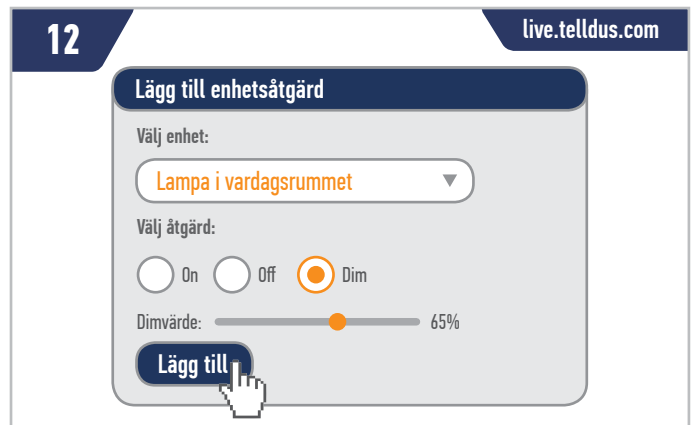 12
live.telldus.com
Lägg till enhetsåtgärd
Välj enhet:
Lampa i vardagsrummet
Välj åtgärd:
On Off Dim
Dimvärde: 65%
Lägg till